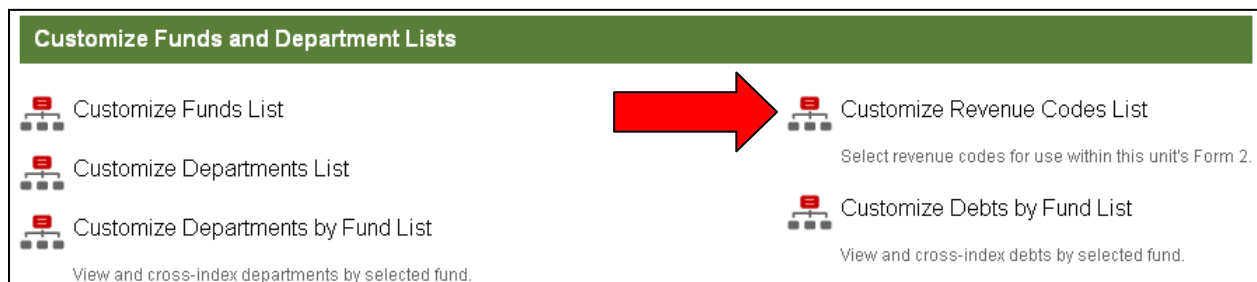 Customize Funds and Department Lists
Customize Funds List
Customize Departments List
Customize Departments by Fund List
View and cross-index departments by selected fund.
Customize Revenue Codes List
Select revenue codes for use within this unit's Form 2.
Customize Debts by Fund List
View and cross-index debts by selected fund.